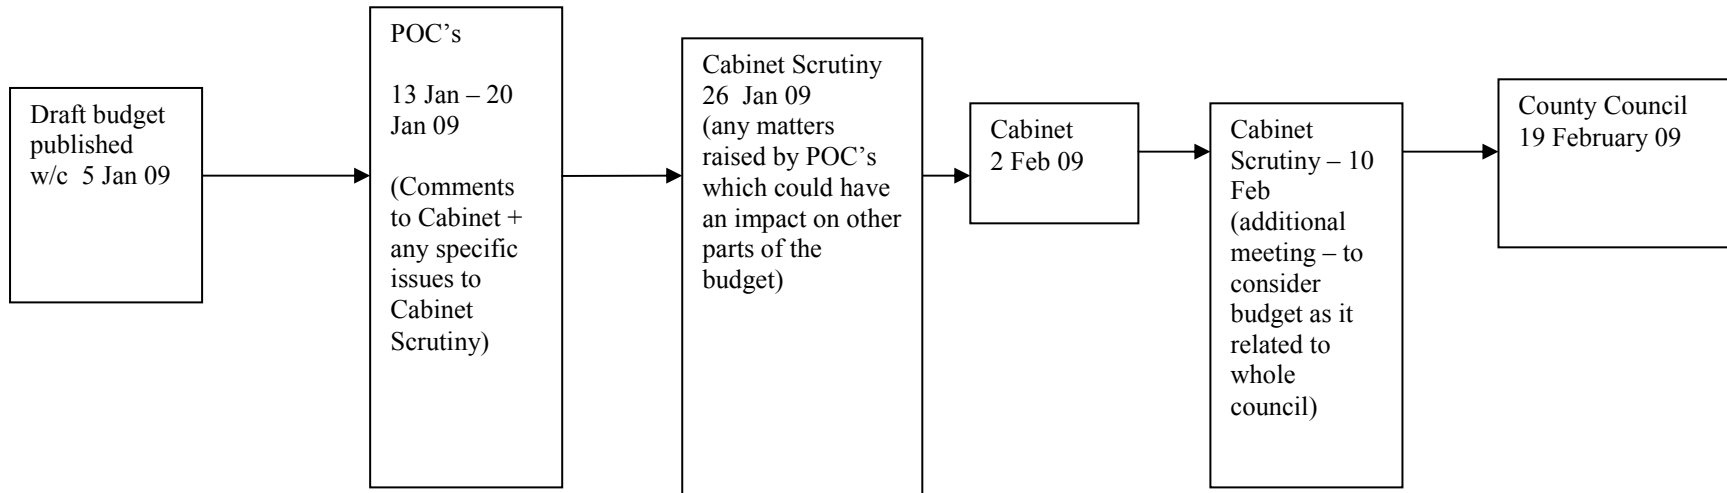 Draft budget
published
w/c  5 Jan 09
POC’s
13 Jan – 20
Jan 09
(Comments
to Cabinet +
any specific
issues to
Cabinet
Scrutiny)
Cabinet Scrutiny
26  Jan 09
(any matters
raised by POC’s
which could have
an impact on other
parts of the
budget)
Cabinet
2 Feb 09
Cabinet
Scrutiny – 10
Feb
(additional
meeting – to
consider
budget as it
related to
whole
council)
County Council
19 February 09